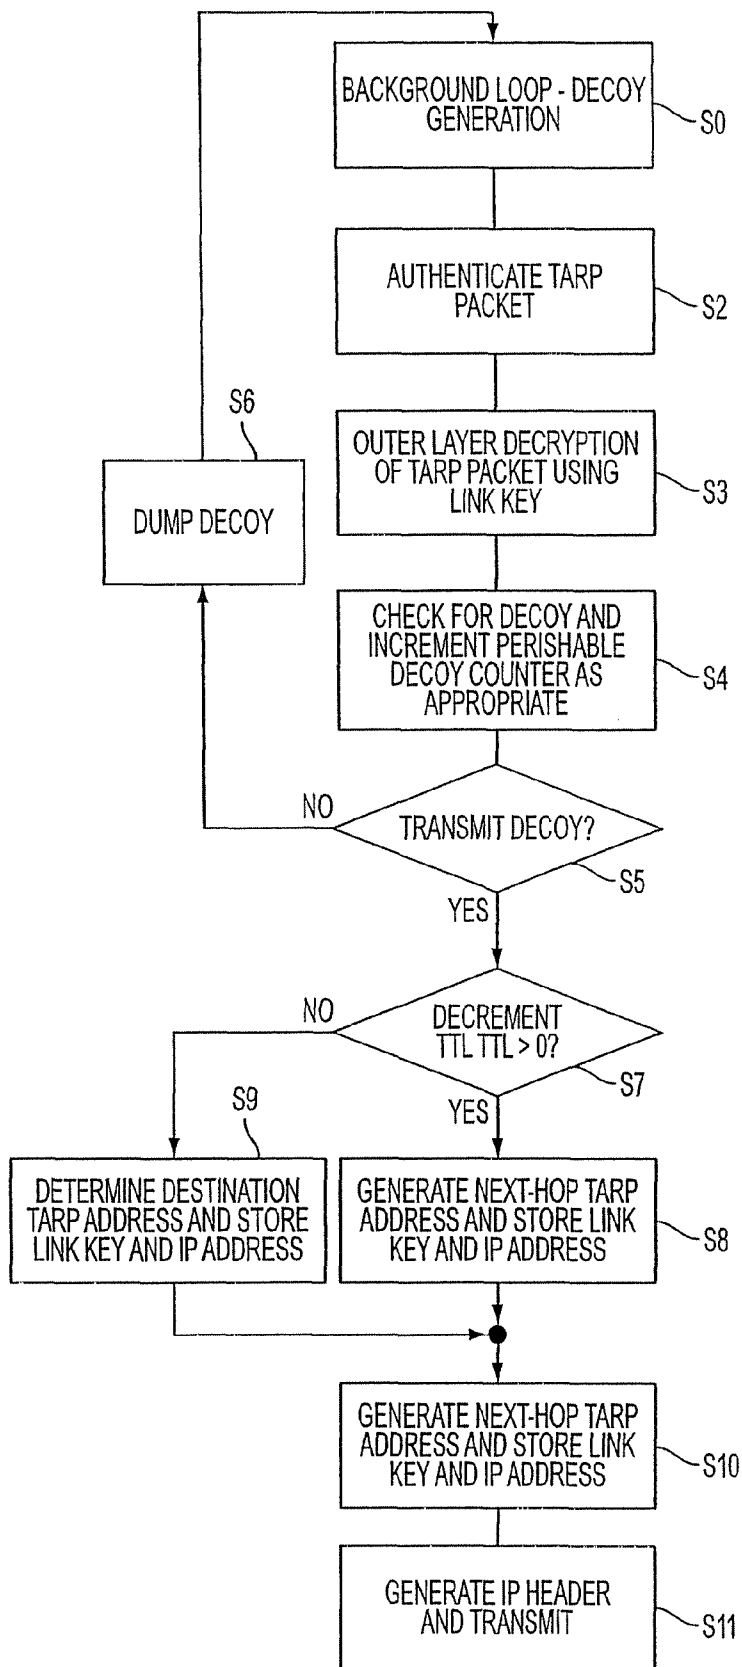 BACKGROUND LOOP - DECOY
GENERATION
S0
AUTHENTICATE TARP
PACKET
S2
OUTER LAYER DECRYPTION
OF TARP PACKET USING
LINK KEY
S3
S6
DUMP DECOY
CHECK FOR DECOY AND
INCREMENT PERISHABLE
DECOY COUNTER AS
APPROPRIATE
S4
NO
TRANSMIT DECOY?
S5
YES
NO
DECREMENT
TTL TTL > 0?
S7
YES
S9
DETERMINE DESTINATION
TARP ADDRESS AND STORE
LINK KEY AND IP ADDRESS
GENERATE NEXT-HOP TARP
ADDRESS AND STORE LINK
KEY AND IP ADDRESS
S8
GENERATE NEXT-HOP TARP
ADDRESS AND STORE LINK
KEY AND IP ADDRESS
S10
GENERATE IP HEADER
AND TRANSMIT
S11